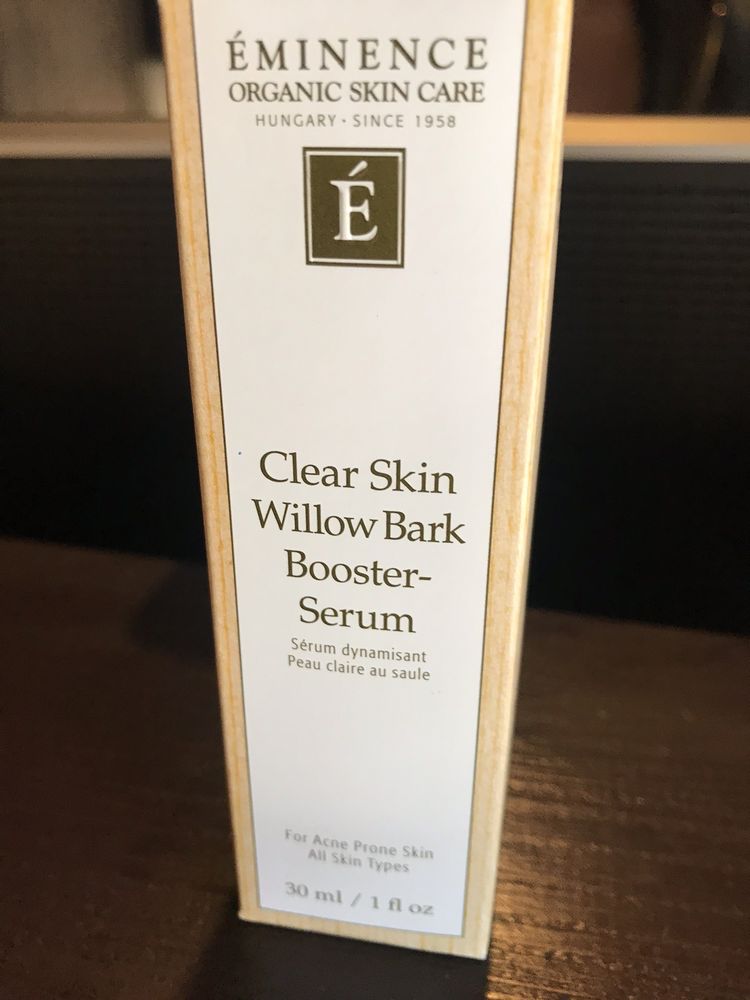 ÉMINENCE
ORGANIC SKIN CARE
HUNGARY · SINCE 1958
É
Clear Skin
Willow Bark
Booster-
Serum
Sérum dynamisant
Peau claire au saule
For Acne Prone Skin
All Skin Types
30 ml / 1 fl oz